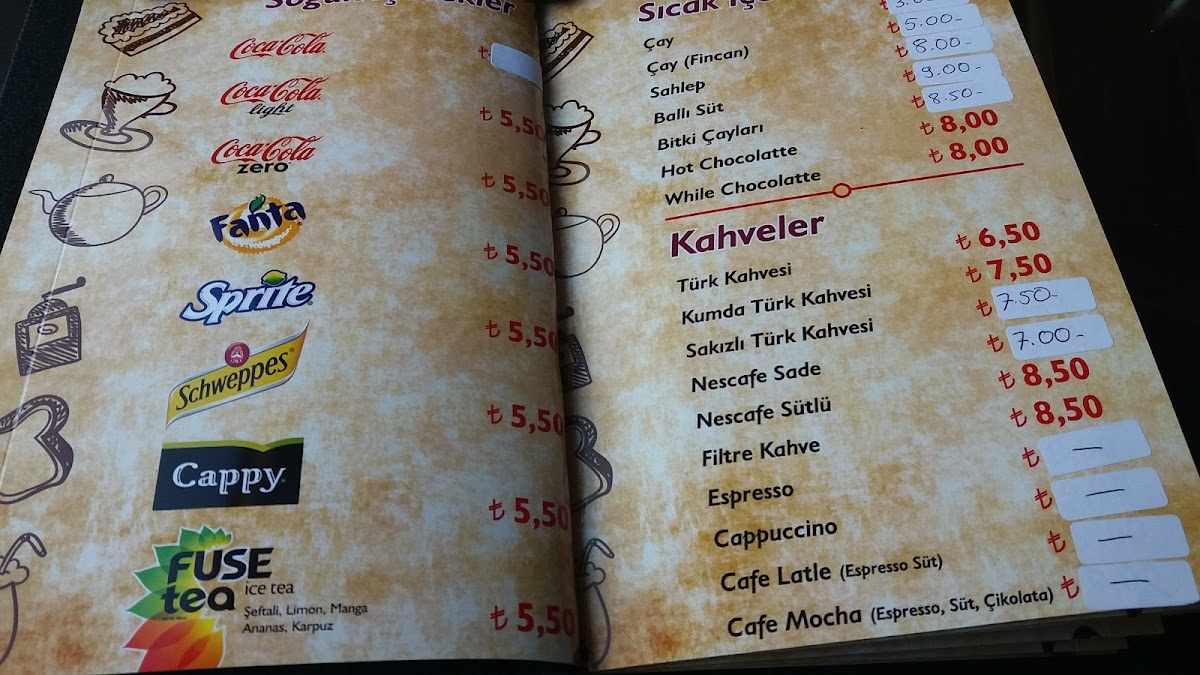 Coca-Cola
₺
Coca-Cola light
₺ 5,50
Coca-Cola zero
₺ 5,50
Fanta
₺ 5,50
Sprite
₺ 5,50
Schweppes
₺ 5,50
Cappy
₺ 5,50
FUSE tea
ice tea
Şeftali, Limon, Manga
Ananas, Karpuz
₺ 5,50
Sıcak
Çay
Çay (Fincan) ₺ 5.00-
Sahlep ₺ 8.00-
Ballı Süt ₺ 9.00-
Bitki Çayları ₺ 8.50-
Hot Chocolatte ₺ 8,00
While Chocolatte ₺ 8,00
Kahveler
Türk Kahvesi ₺ 6,50
Kumda Türk Kahvesi ₺ 7,50
Sakızlı Türk Kahvesi ₺ 7.50-
Nescafe Sade ₺ 7.00-
Nescafe Sütlü ₺ 8,50
Filtre Kahve ₺ 8,50
Espresso ₺ —
Cappuccino ₺ —
Cafe Latle (Espresso Süt) ₺ —
Cafe Mocha (Espresso, Süt, Çikolata) ₺ —